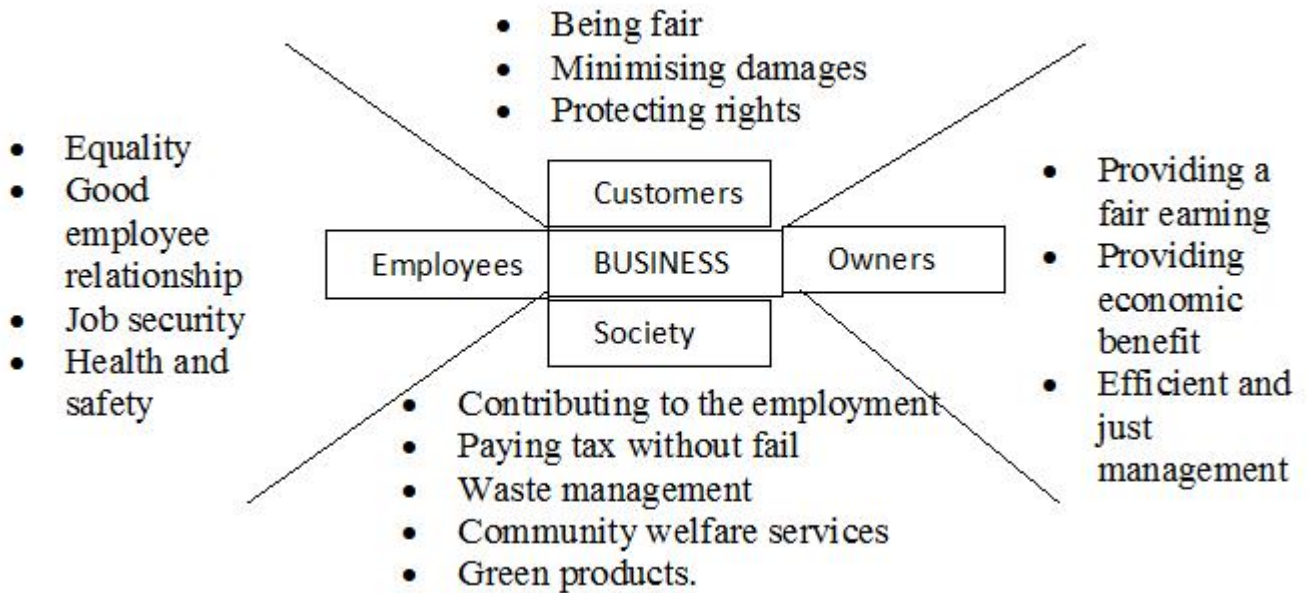 • Being fair
• Minimising damages
• Protecting rights
• Equality
• Good
employee
relationship
• Job security
• Health and
safety
Customers
Employees
BUSINESS
Owners
Society
• Providing a
fair earning
• Providing
economic
benefit
• Efficient and
just
management
• Contributing to the employment
• Paying tax without fail
• Waste management
• Community welfare services
• Green products.